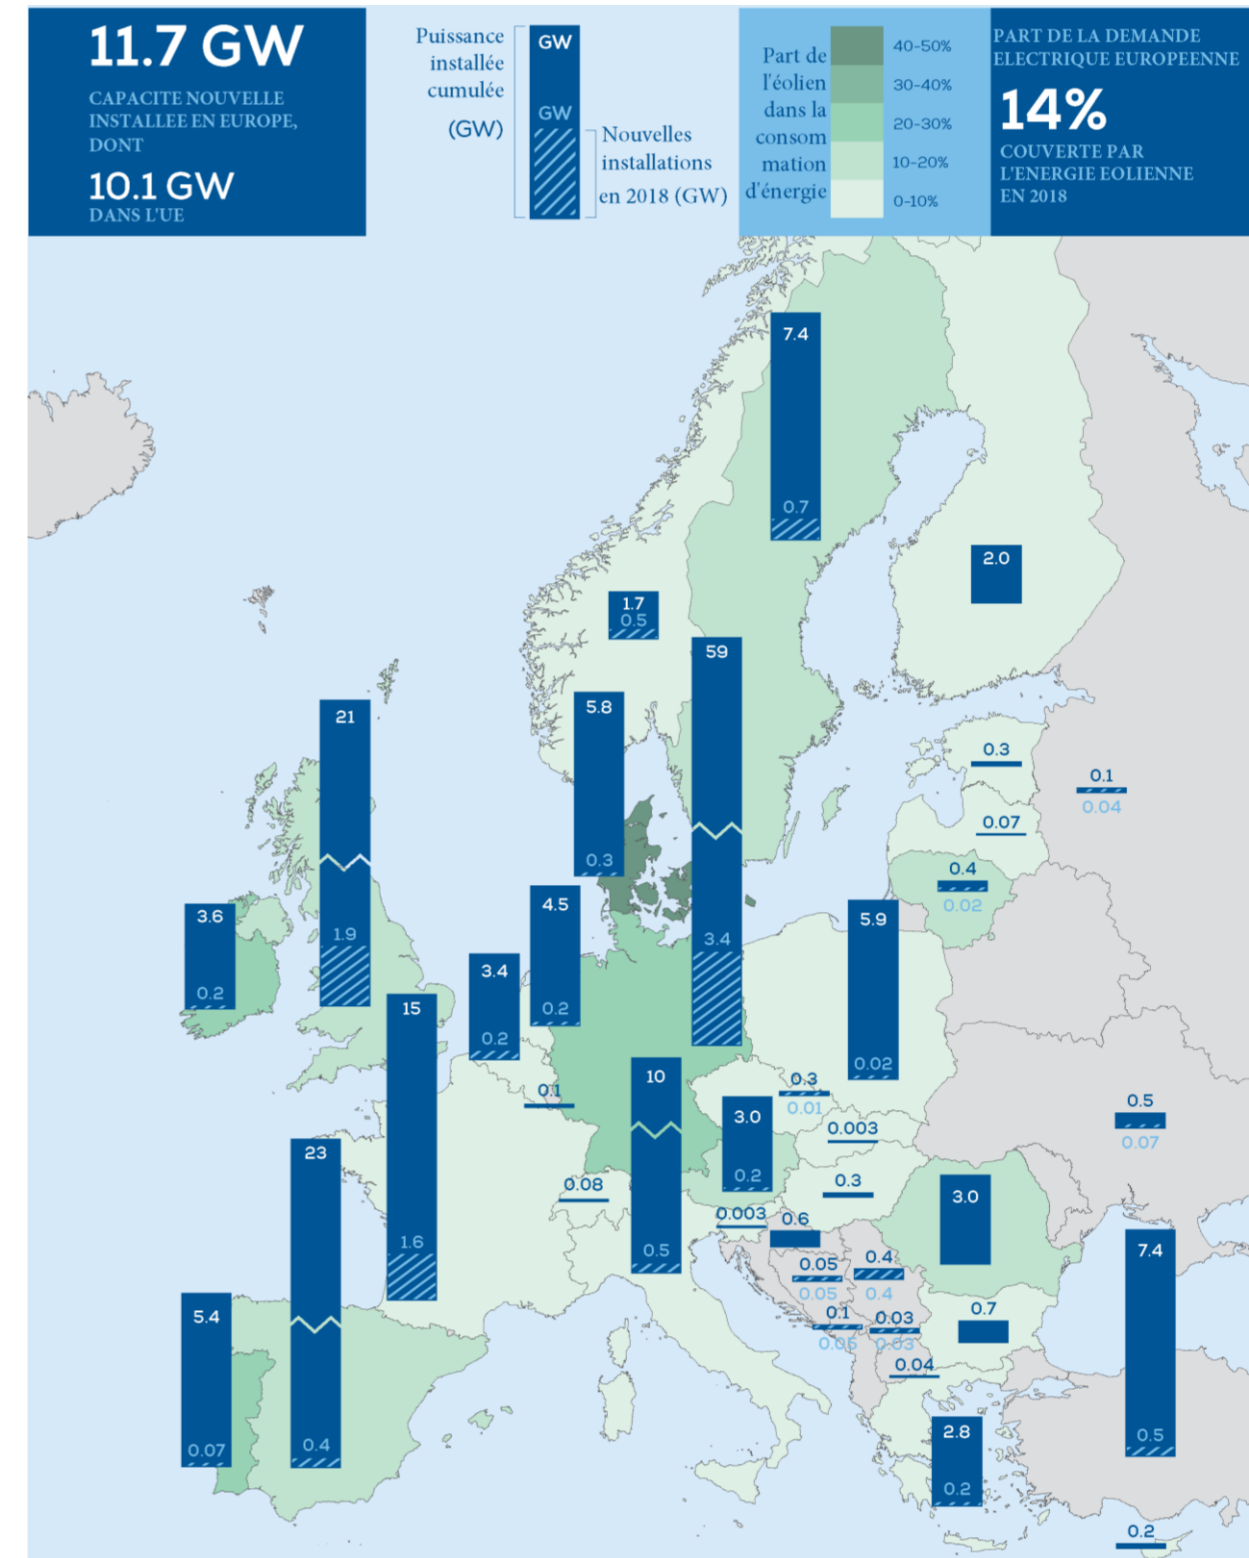 11.7 GW
CAPACITE NOUVELLE
INSTALLEE EN EUROPE,
DONT
10.1 GW
DANS L'UE
Puissance
installée
cumulée
(GW)
GW
GW
Nouvelles
installations
en 2018 (GW)
Part de
l'éolien
dans la
consom
mation
d'énergie
40-50%
30-40%
20-30%
10-20%
0-10%
PART DE LA DEMANDE
ELECTRIQUE EUROPEENNE
14%
COUVERTE PAR
L'ENERGIE EOLIENNE
EN 2018
7.4
0.7
2.0
1.7
0.5
59
3.4
5.8
0.3
21
1.9
0.3
0.1
0.04
0.07
0.4
0.02
3.6
0.2
4.5
0.2
5.9
0.02
3.4
0.2
15
1.6
10
0.5
0.1
0.3
0.01
3.0
0.2
0.003
0.5
0.07
23
0.4
0.08
0.3
3.0
0.003
0.6
7.4
0.5
0.05
0.05
0.4
0.4
5.4
0.07
0.1
0.05
0.03
0.03
0.7
0.04
2.8
0.2
0.2